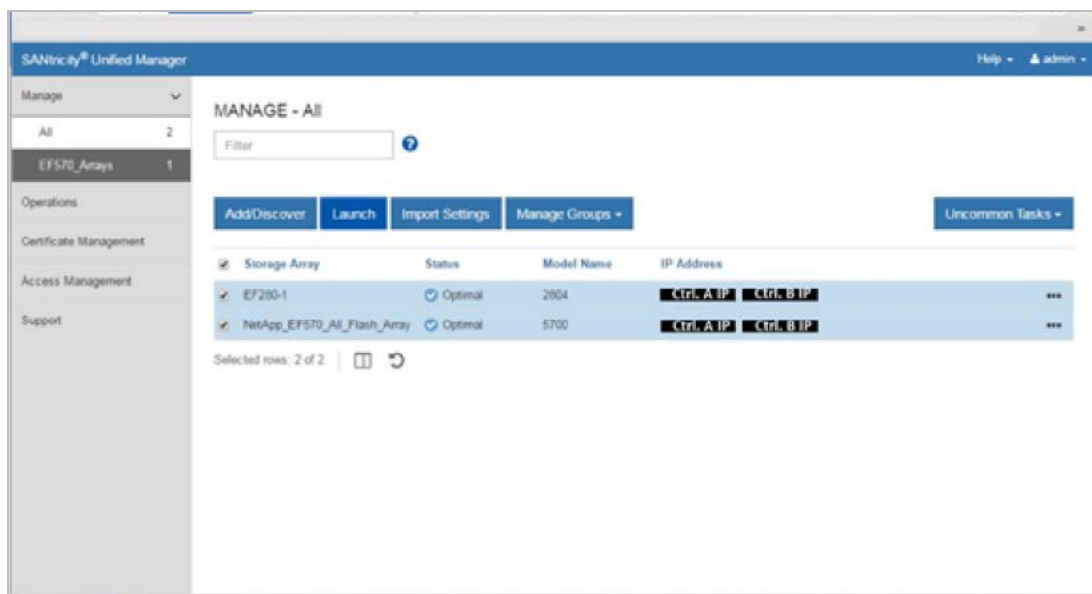 SANtricity® Unified Manager Help admin
Manage
All 2
EF570_Arrays 1
Operations
Certificate Management
Access Management
Support
MANAGE - All
Filter
Add/Discover Launch Import Settings Manage Groups Uncommon Tasks
Storage Array Status Model Name IP Address
EF280-1 Optimal 2804 Ctrl. A IP Ctrl. B IP
NetApp_EF570_All_Flash_Array Optimal 5700 Ctrl. A IP Ctrl. B IP
Selected rows: 2 of 2